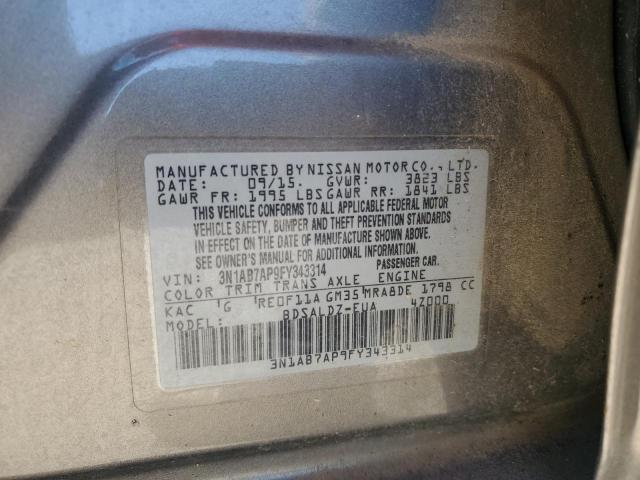 MANUFACTURED BY NISSAN MOTOR CO., LTD.
DATE: 09/15. GVWR: 3823 LBS
GAWR FR: 1995 LBS GAWR RR: 1841 LBS
THIS VEHICLE CONFORMS TO ALL APPLICABLE FEDERAL MOTOR
VEHICLE SAFETY, BUMPER AND THEFT PREVENTION STANDARDS
IN EFFECT ON THE DATE OF MANUFACTURE SHOWN ABOVE.
SEE OWNER'S MANUAL FOR ADDITIONAL INFORMATION.
VIN: 3N1AB7AP9FY343314 PASSENGER CAR.
COLOR TRIM TRANS AXLE ENGINE
KAC G RE0F11A GM35 MRA8DE 1798 CC
MODEL: BDSALDZ-EUA 4Z000
3N1AB7AP9FY343314